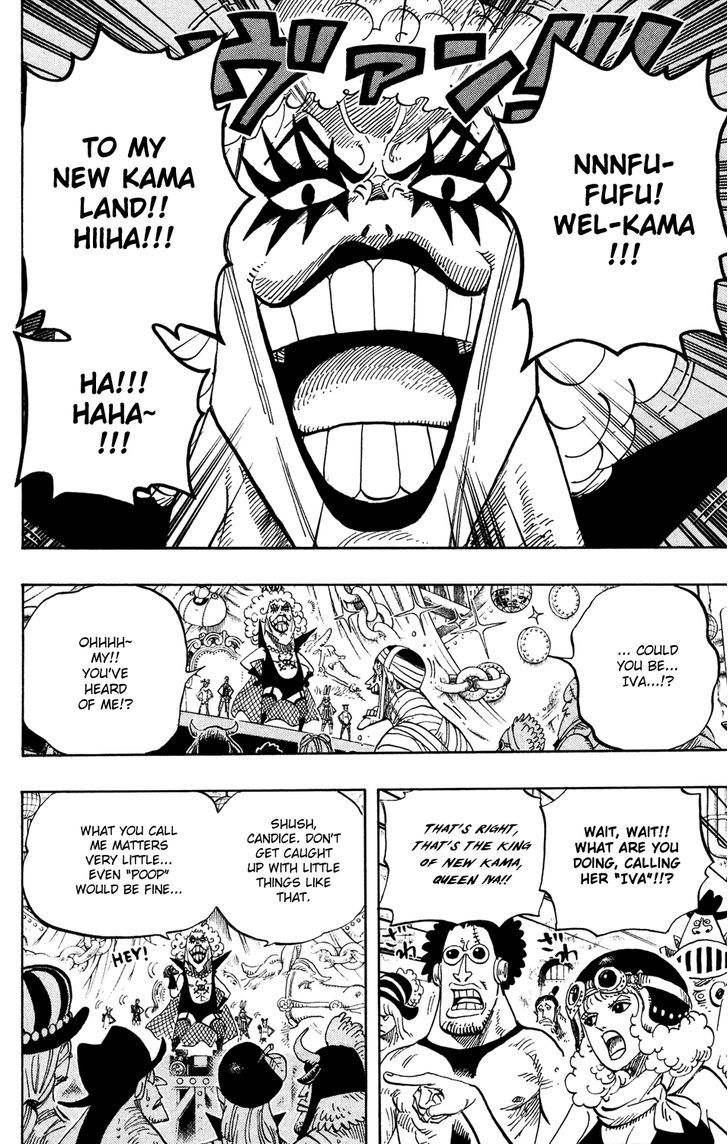 ヴァン!!
NNNFU-
FUFU!
WEL-KAMA
!!!
TO MY
NEW KAMA
LAND!!
HIIHA!!!
HA!!!
HAHA~
!!!
... COULD
YOU BE...
IVA...!?
OHHHH~
MY!!
YOU'VE
HEARD
OF ME!?
WAIT, WAIT!!
WHAT ARE YOU
DOING, CALLING
HER "IVA"!!?
THAT'S RIGHT,
THAT'S THE KING
OF NEW KAMA,
QUEEN IVA!!
SHUSH,
CANDICE. DON'T
GET CAUGHT
UP WITH LITTLE
THINGS LIKE
THAT.
WHAT YOU CALL
ME MATTERS
VERY LITTLE...
EVEN "POOP"
WOULD BE FINE...
HEY!